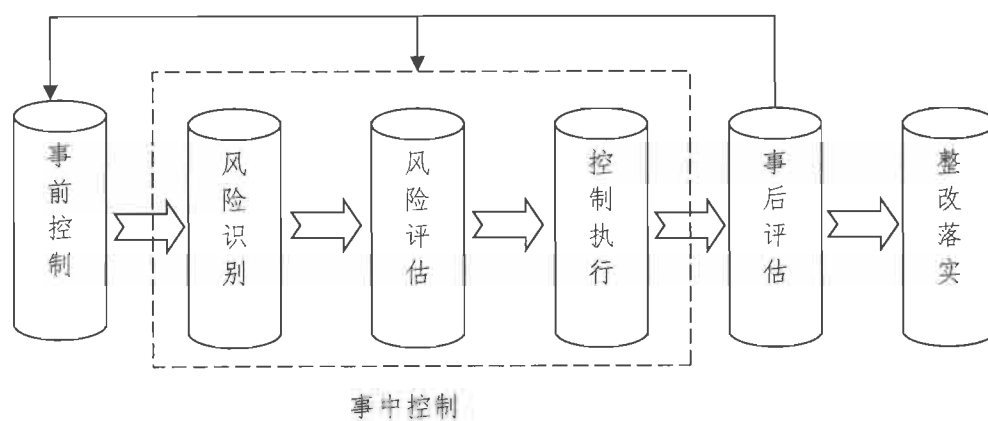 事前控制
风险识别
风险评估
控制执行
事后评估
整改落实
事中控制